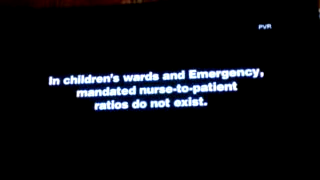 PVR
In children's wards and Emergency,
mandated nurse-to-patient
ratios do not exist.